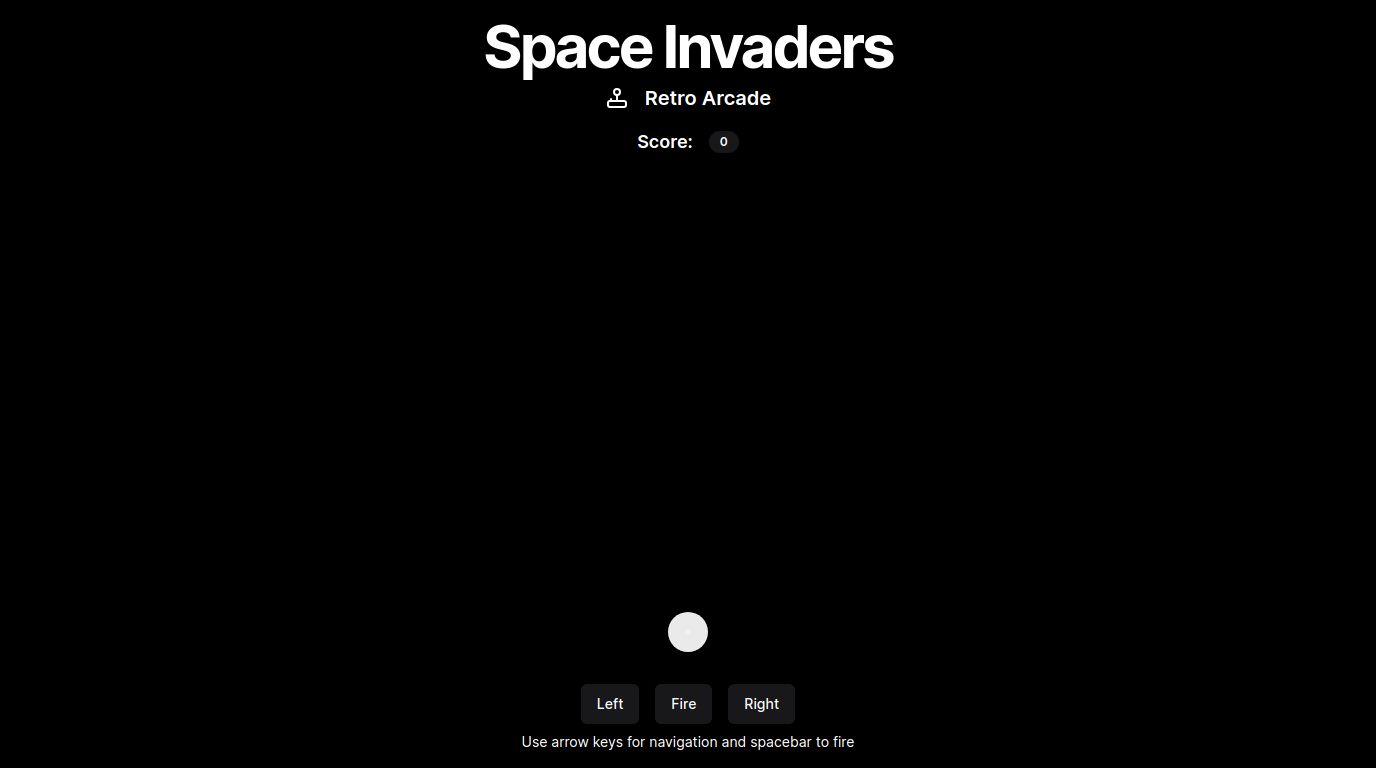 Space Invaders
Retro Arcade
Score: 0
Left Fire Right
Use arrow keys for navigation and spacebar to fire